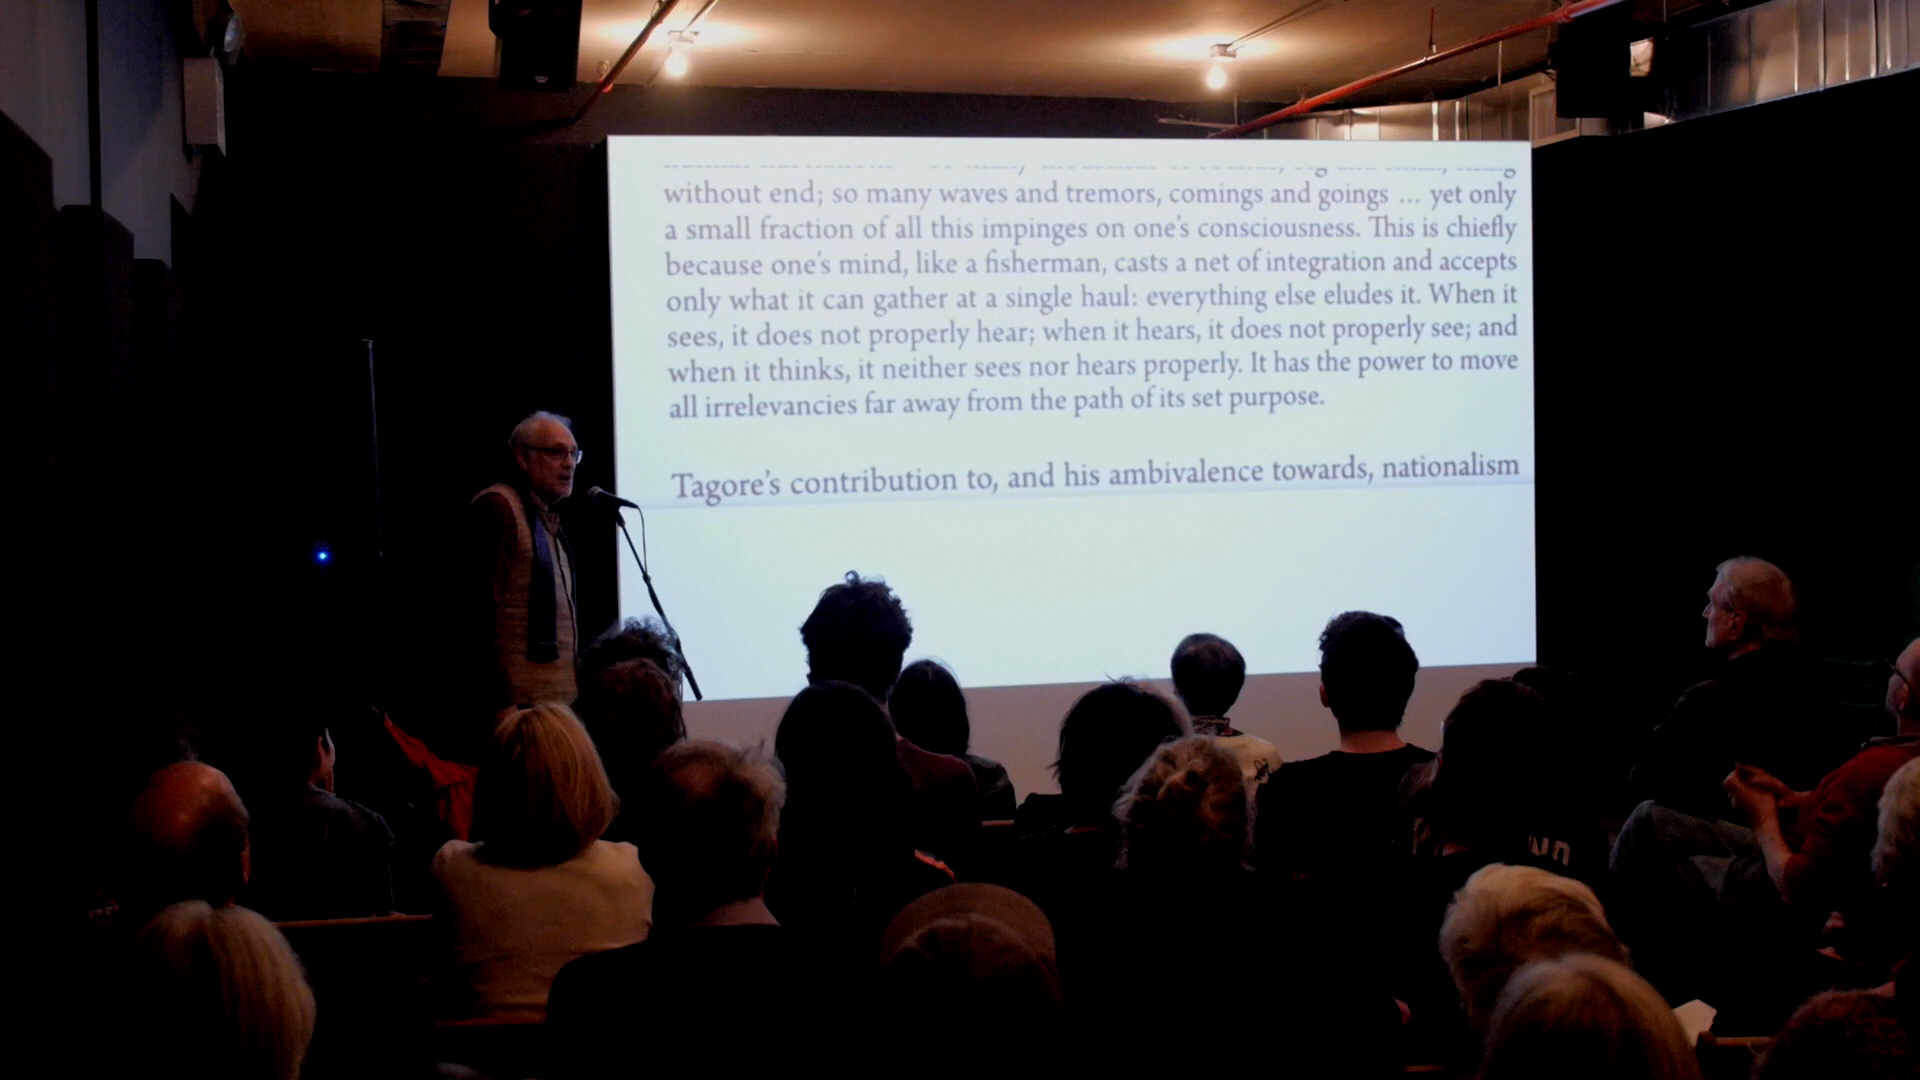 without end; so many waves and tremors, comings and goings ... yet only
a small fraction of all this impinges on one's consciousness. This is chiefly
because one's mind, like a fisherman, casts a net of integration and accepts
only what it can gather at a single haul: everything else eludes it. When it
sees, it does not properly hear; when it hears, it does not properly see; and
when it thinks, it neither sees nor hears properly. It has the power to move
all irrelevancies far away from the path of its set purpose.
Tagore's contribution to, and his ambivalence towards, nationalism